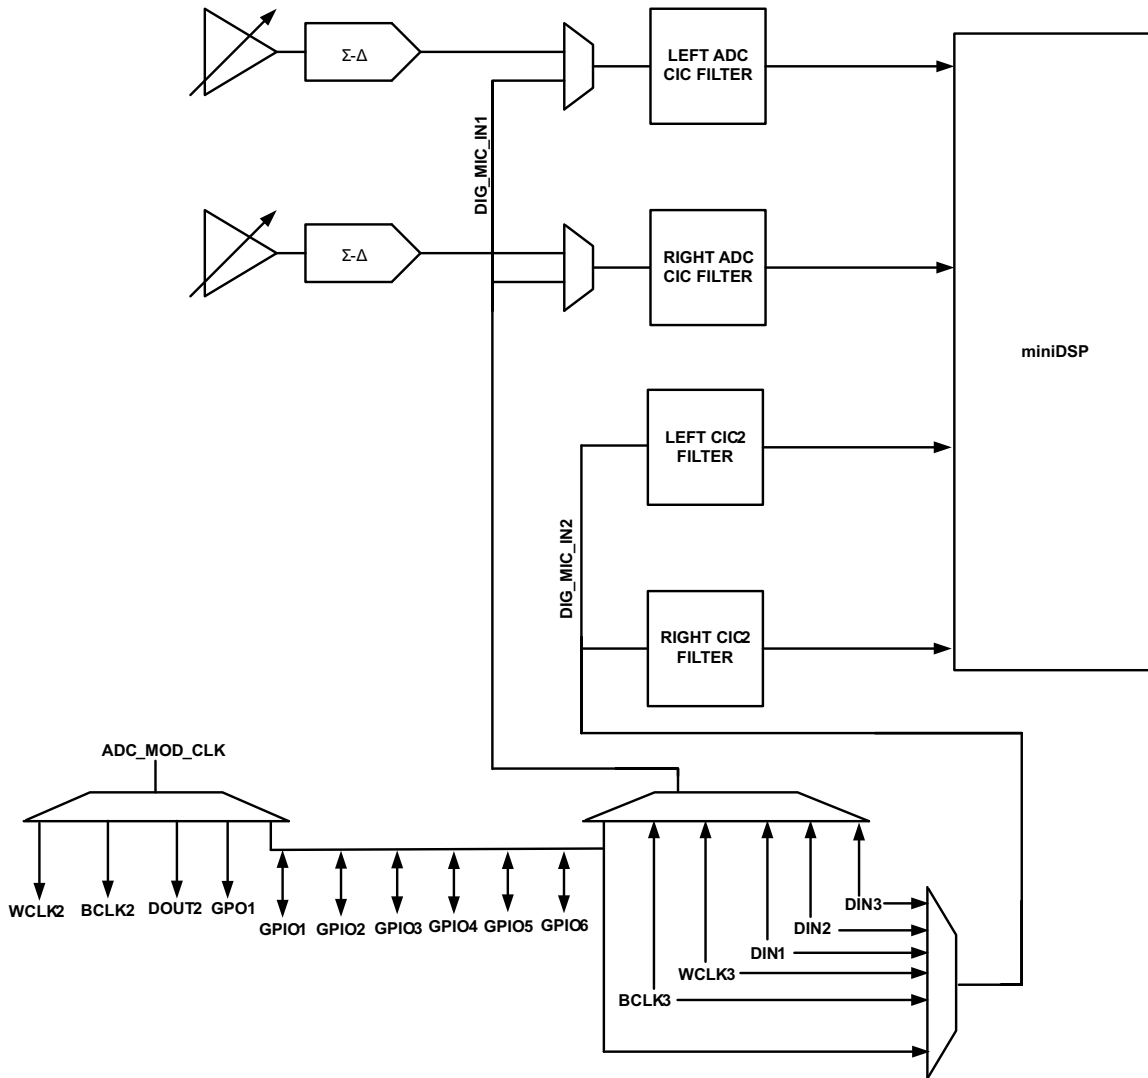 Σ-Δ
LEFT ADC
CIC FILTER
DIG_MIC_IN1
Σ-Δ
RIGHT ADC
CIC FILTER
miniDSP
LEFT CIC2
FILTER
DIG_MIC_IN2
RIGHT CIC2
FILTER
ADC_MOD_CLK
WCLK2
BCLK2
DOUT2
GPO1
GPIO1
GPIO2
GPIO3
GPIO4
GPIO5
GPIO6
DIN3
DIN2
DIN1
WCLK3
BCLK3